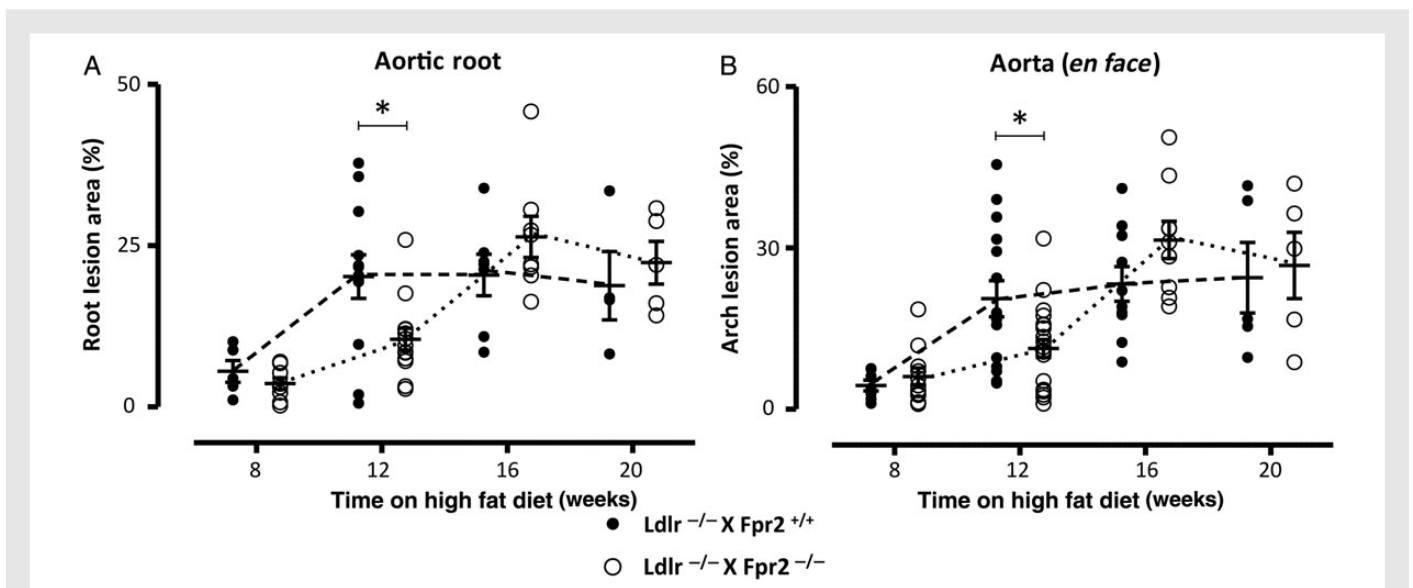 A
Aortic root
50
25
0
Root lesion area (%)
*
8 12 16 20
Time on high fat diet (weeks)
B
Aorta (en face)
60
30
0
Arch lesion area (%)
*
8 12 16 20
Time on high fat diet (weeks)
Ldlr −/− X Fpr2 +/+
Ldlr −/− X Fpr2 −/−